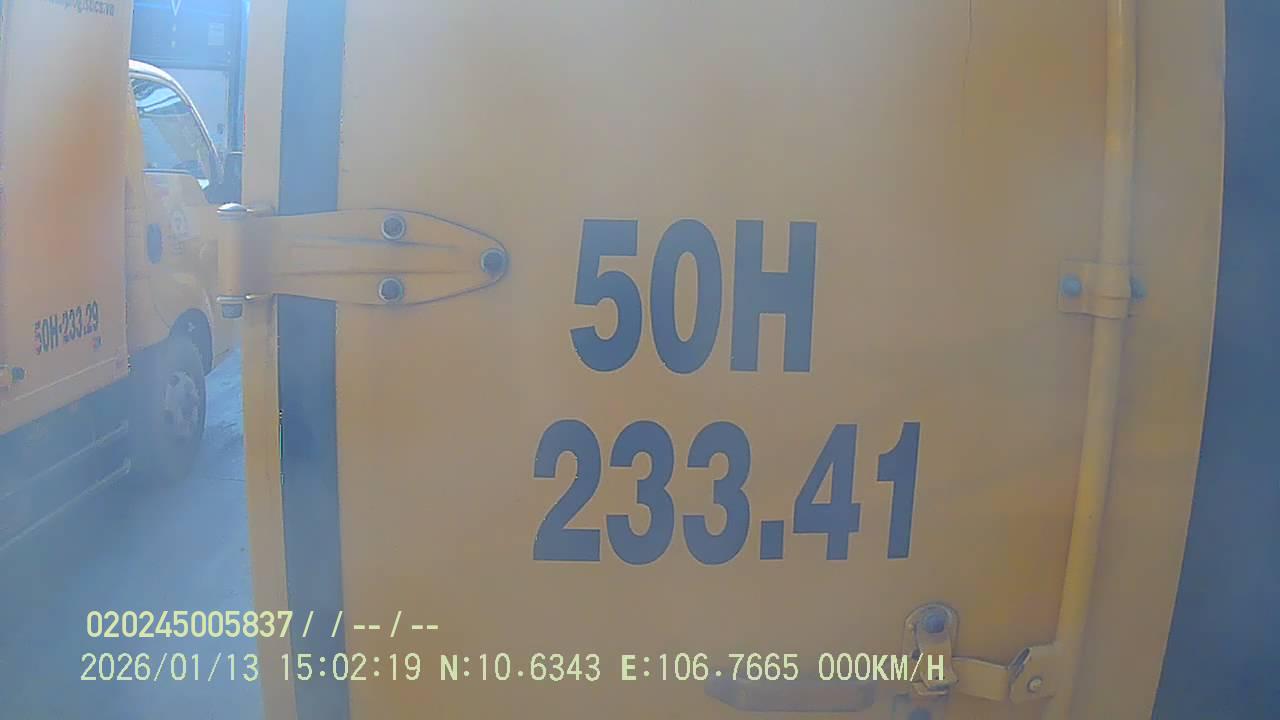 50H-233.29
50H
233.41
020245005837/ / -- / --
2026/01/13 15:02:19 N:10.6343 E:106.7665 000KM/H